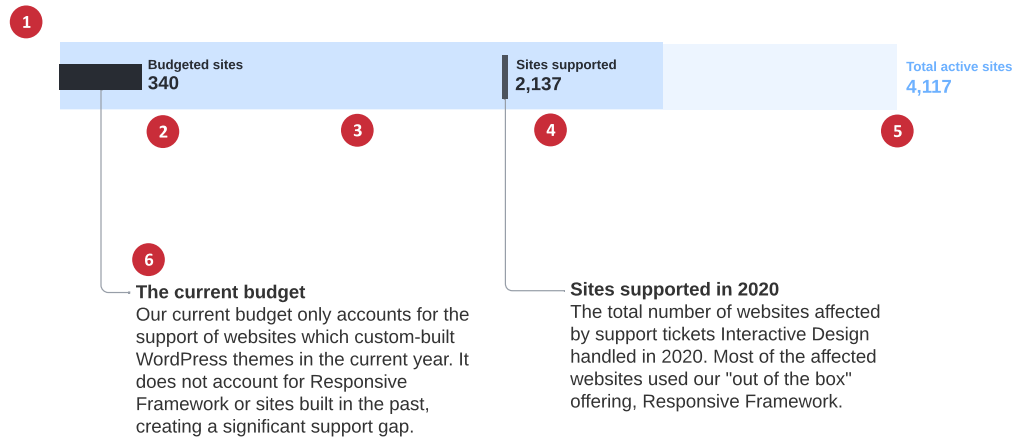 1
Budgeted sites
340
Sites supported
2,137
Total active sites
4,117
2
3
4
5
6
The current budget
Our current budget only accounts for the
support of websites which custom-built
WordPress themes in the current year. It
does not account for Responsive
Framework or sites built in the past,
creating a significant support gap.
Sites supported in 2020
The total number of websites affected
by support tickets Interactive Design
handled in 2020. Most of the affected
websites used our "out of the box"
offering, Responsive Framework.